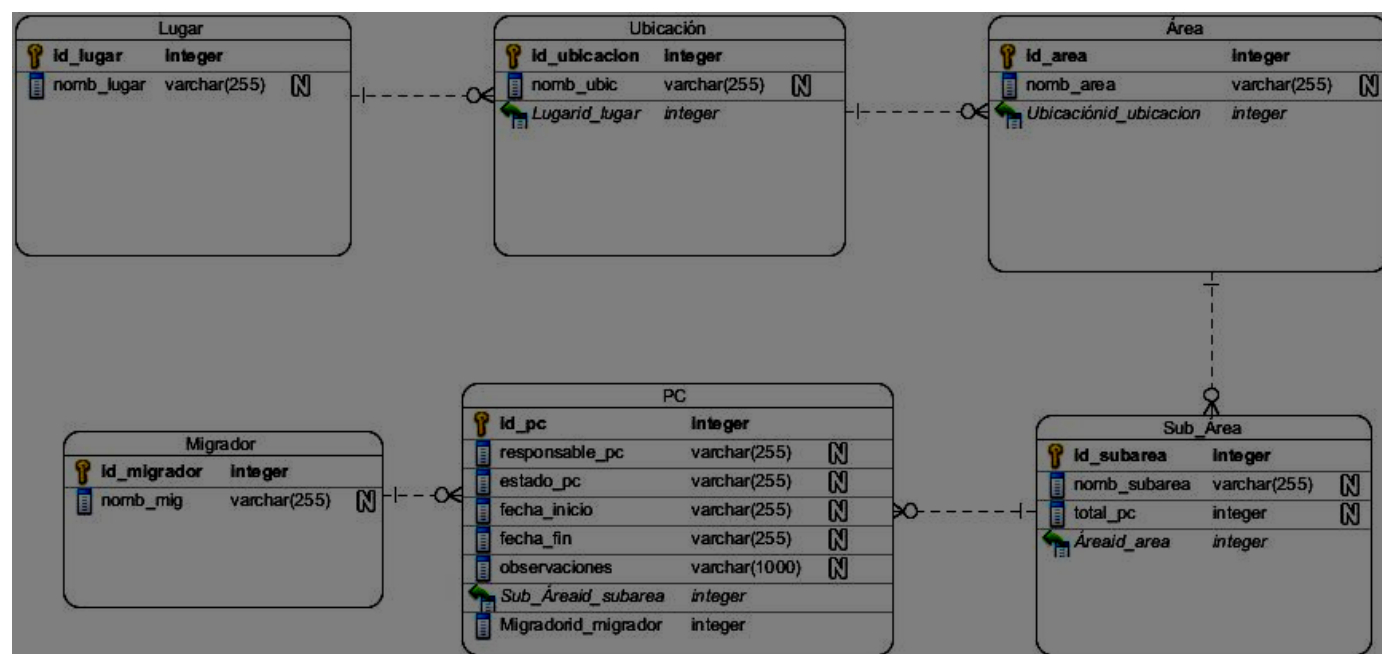 Lugar
id_lugar integer
nomb_lugar varchar(255) N
Ubicación
id_ubicacion integer
nomb_ubic varchar(255) N
Lugarid_lugar integer
Área
id_area integer
nomb_area varchar(255) N
Ubicaciónid_ubicacion integer
Migrador
id_migrador integer
nomb_mig varchar(255) N
PC
id_pc integer
responsable_pc varchar(255) N
estado_pc varchar(255) N
fecha_inicio varchar(255) N
fecha_fin varchar(255) N
observaciones varchar(1000) N
Sub_Áreaid_subarea integer
Migradorid_migrador integer
Sub_Área
id_subarea integer
nomb_subarea varchar(255) N
total_pc integer N
Áreaid_area integer